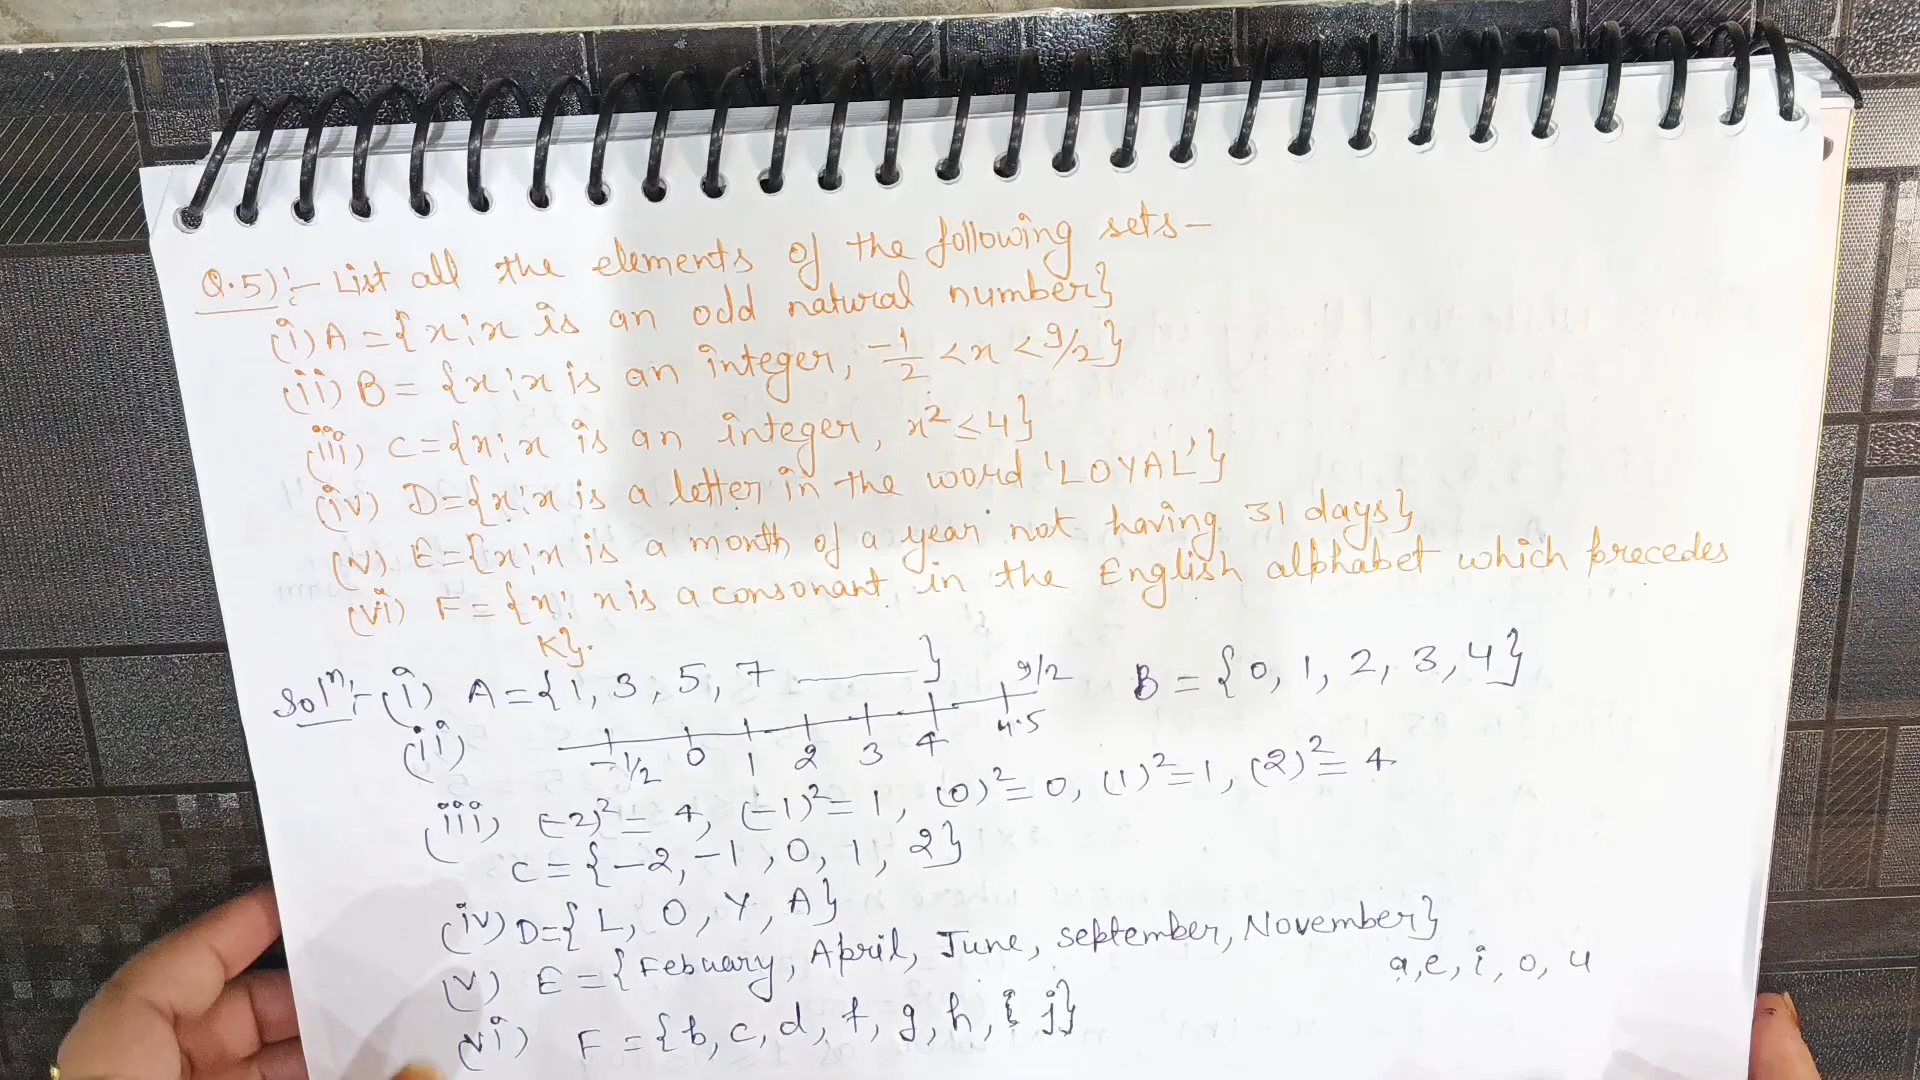 Q.5):- List all the elements of the following sets-
(i) A = {x:x is an odd natural number}
(ii) B = {x:x is an integer, -1/2 < x < 9/2}
(iii) C = {x:x is an integer, x² ≤ 4}
(iv) D = {x:x is a letter in the word 'LOYAL'}
(v) E = {x:x is a month of a year not having 31 days}
(vi) F = {x: x is a consonant in the English alphabet which precedes
K}.
Solⁿ:- (i) A = {1, 3, 5, 7 ——— }
(ii) -1/2 0 1 2 3 4 4.5 9/2 B = {0, 1, 2, 3, 4}
(iii) (-2)² = 4, (-1)² = 1, (0)² = 0, (1)² = 1, (2)² = 4
C = {-2, -1, 0, 1, 2}
(iv) D = {L, O, Y, A}
(v) E = {Febuary, April, June, september, November}
a, e, i, o, u
(vi) F = {b, c, d, f, g, h, j}